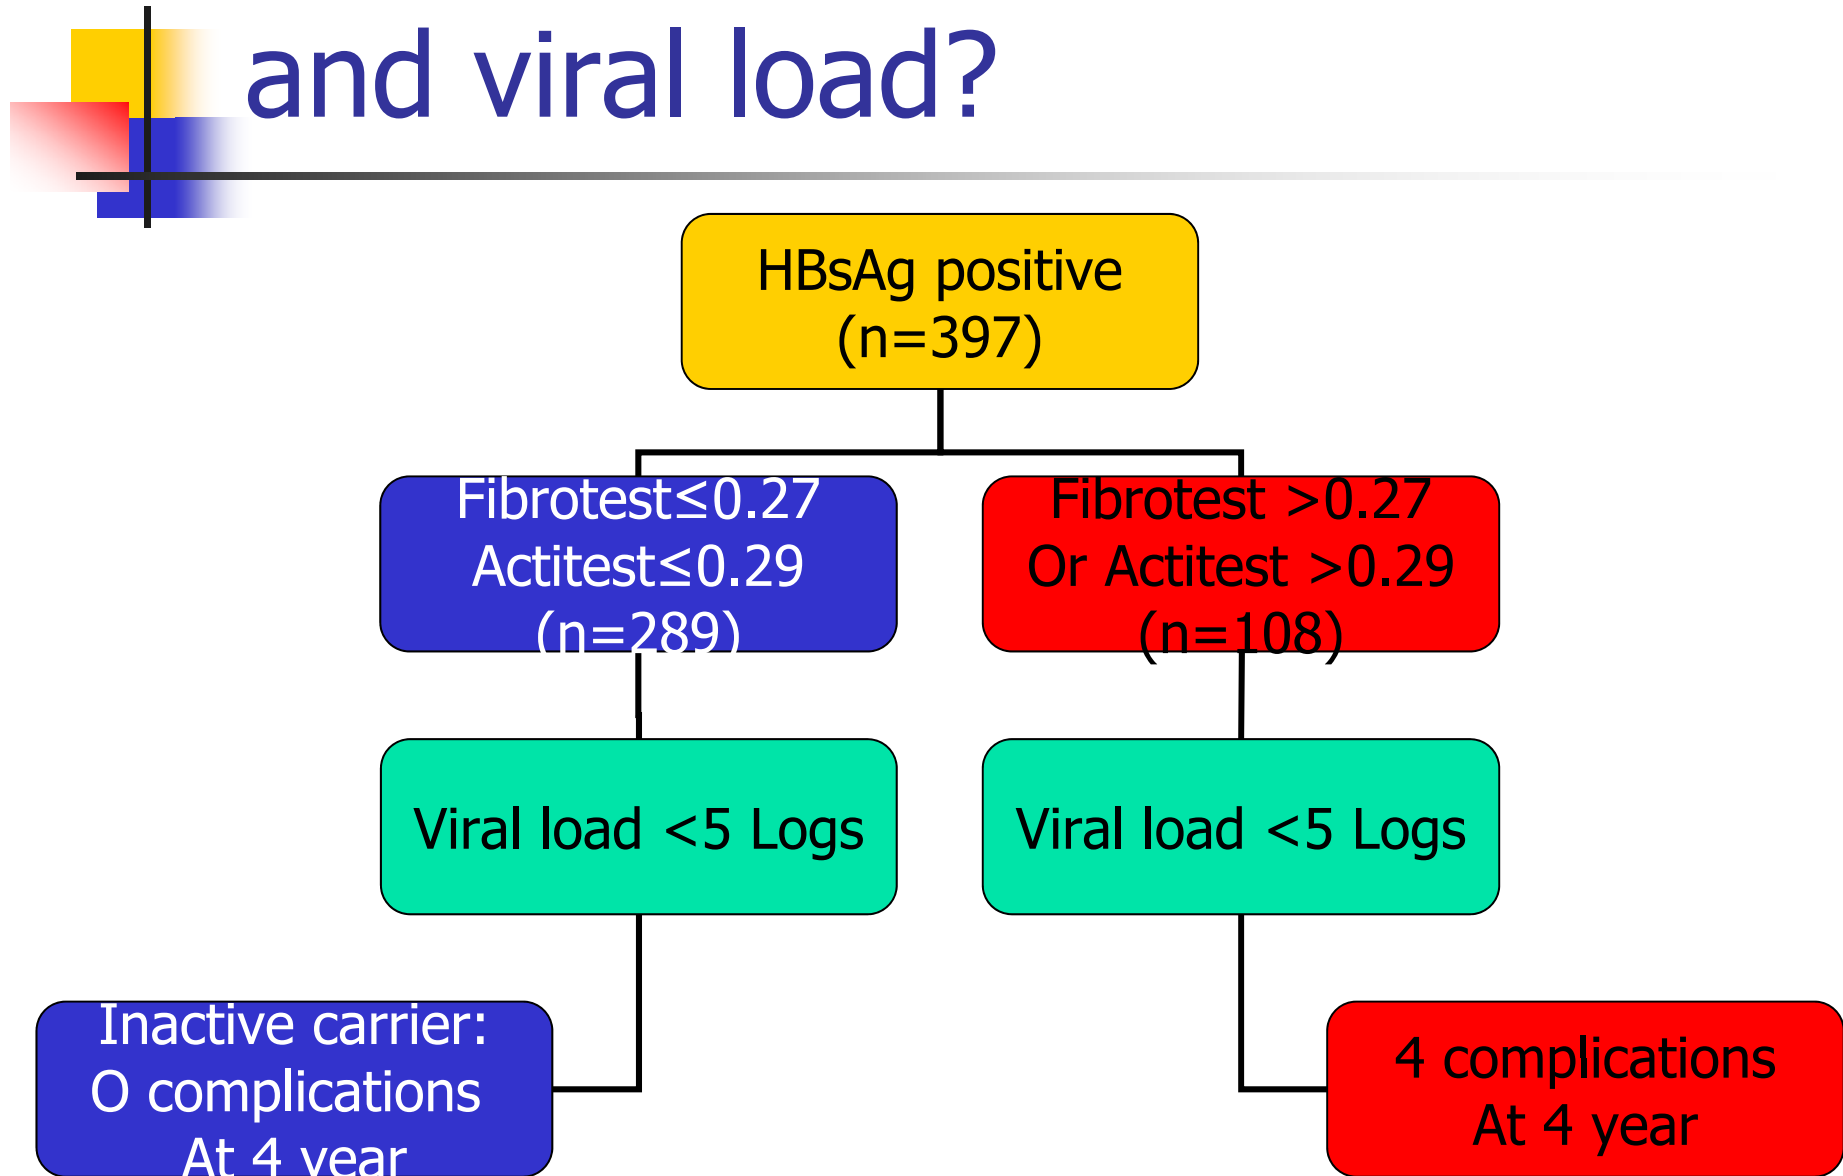 and viral load?
HBsAg positive
(n=397)
Fibrotest≤0.27
Actitest≤0.29
(n=289)
Fibrotest >0.27
Or Actitest >0.29
(n=108)
Viral load <5 Logs
Viral load <5 Logs
Inactive carrier:
O complications
At 4 year
4 complications
At 4 year